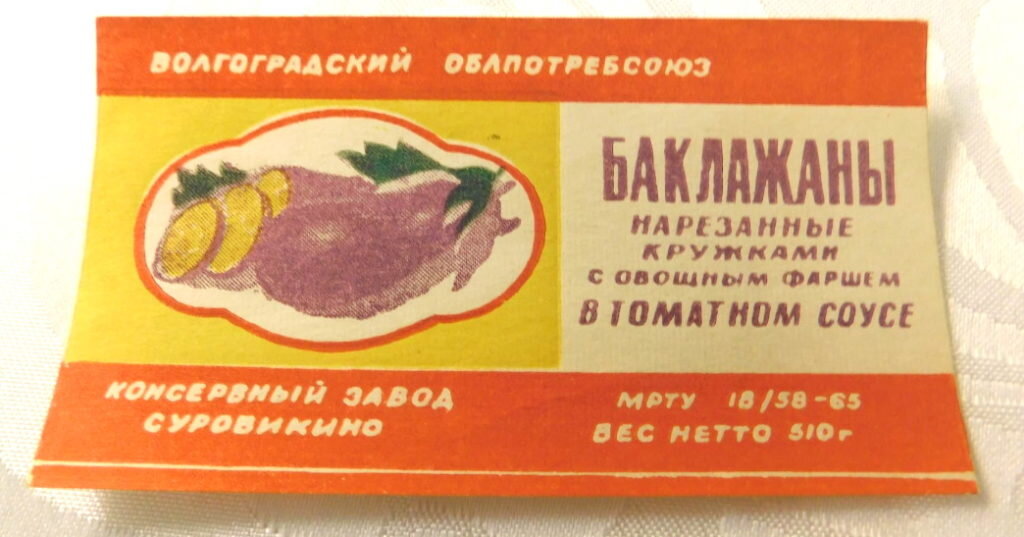 ВОЛГОГРАДСКИЙ ОБЛПОТРЕБСОЮЗ
БАКЛАЖАНЫ
НАРЕЗАННЫЕ
КРУЖКАМИ
С ОВОЩНЫМ ФАРШЕМ
В ТОМАТНОМ СОУСЕ
КОНСЕРВНЫЙ ЗАВОД
СУРОВИКИНО
МРТУ 18/58-65
ВЕС НЕТТО 510г